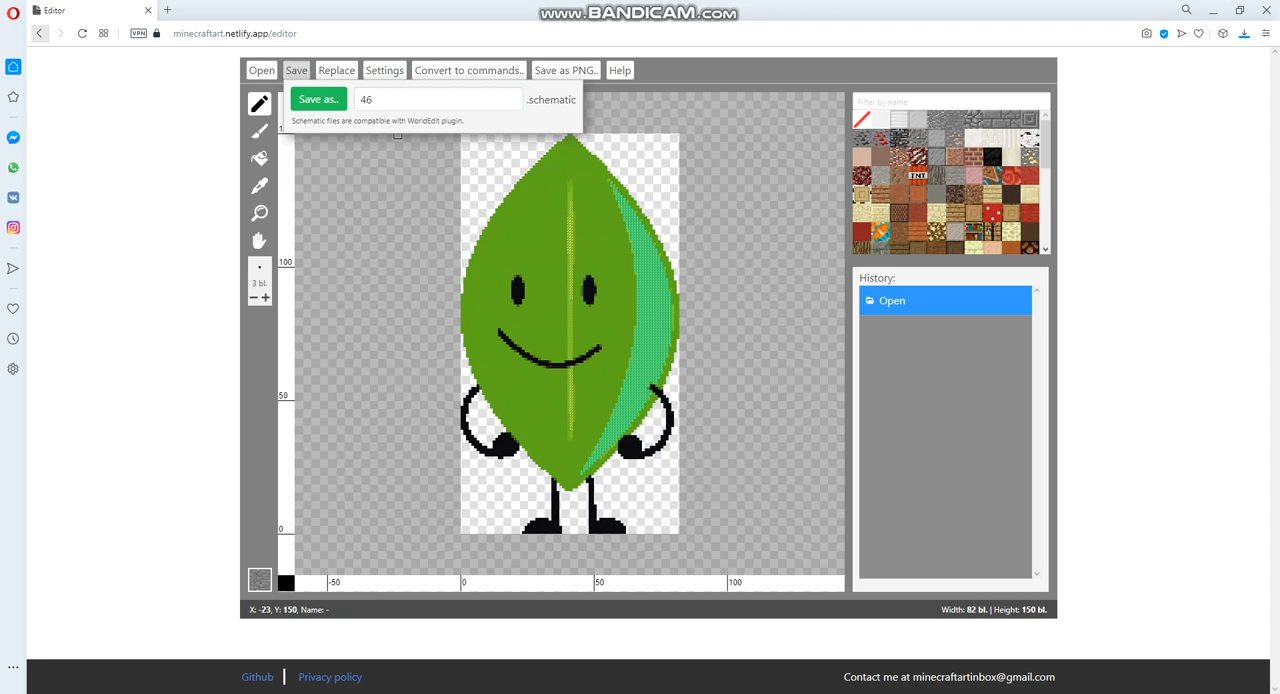 Editor
www.BANDICAM.com
VPN
minecraftart.netlify.app/editor
Open
Save
Replace
Settings
Convert to commands..
Save as PNG..
Help
Save as..
46
.schematic
Schematic files are compatible with WorldEdit plugin.
Filter by name
3 bl.
100
50
0
-50
0
50
100
History:
Open
X: -23, Y: 150, Name: -
Width: 82 bl. | Height: 150 bl.
Github
Privacy policy
Contact me at minecraftartinbox@gmail.com